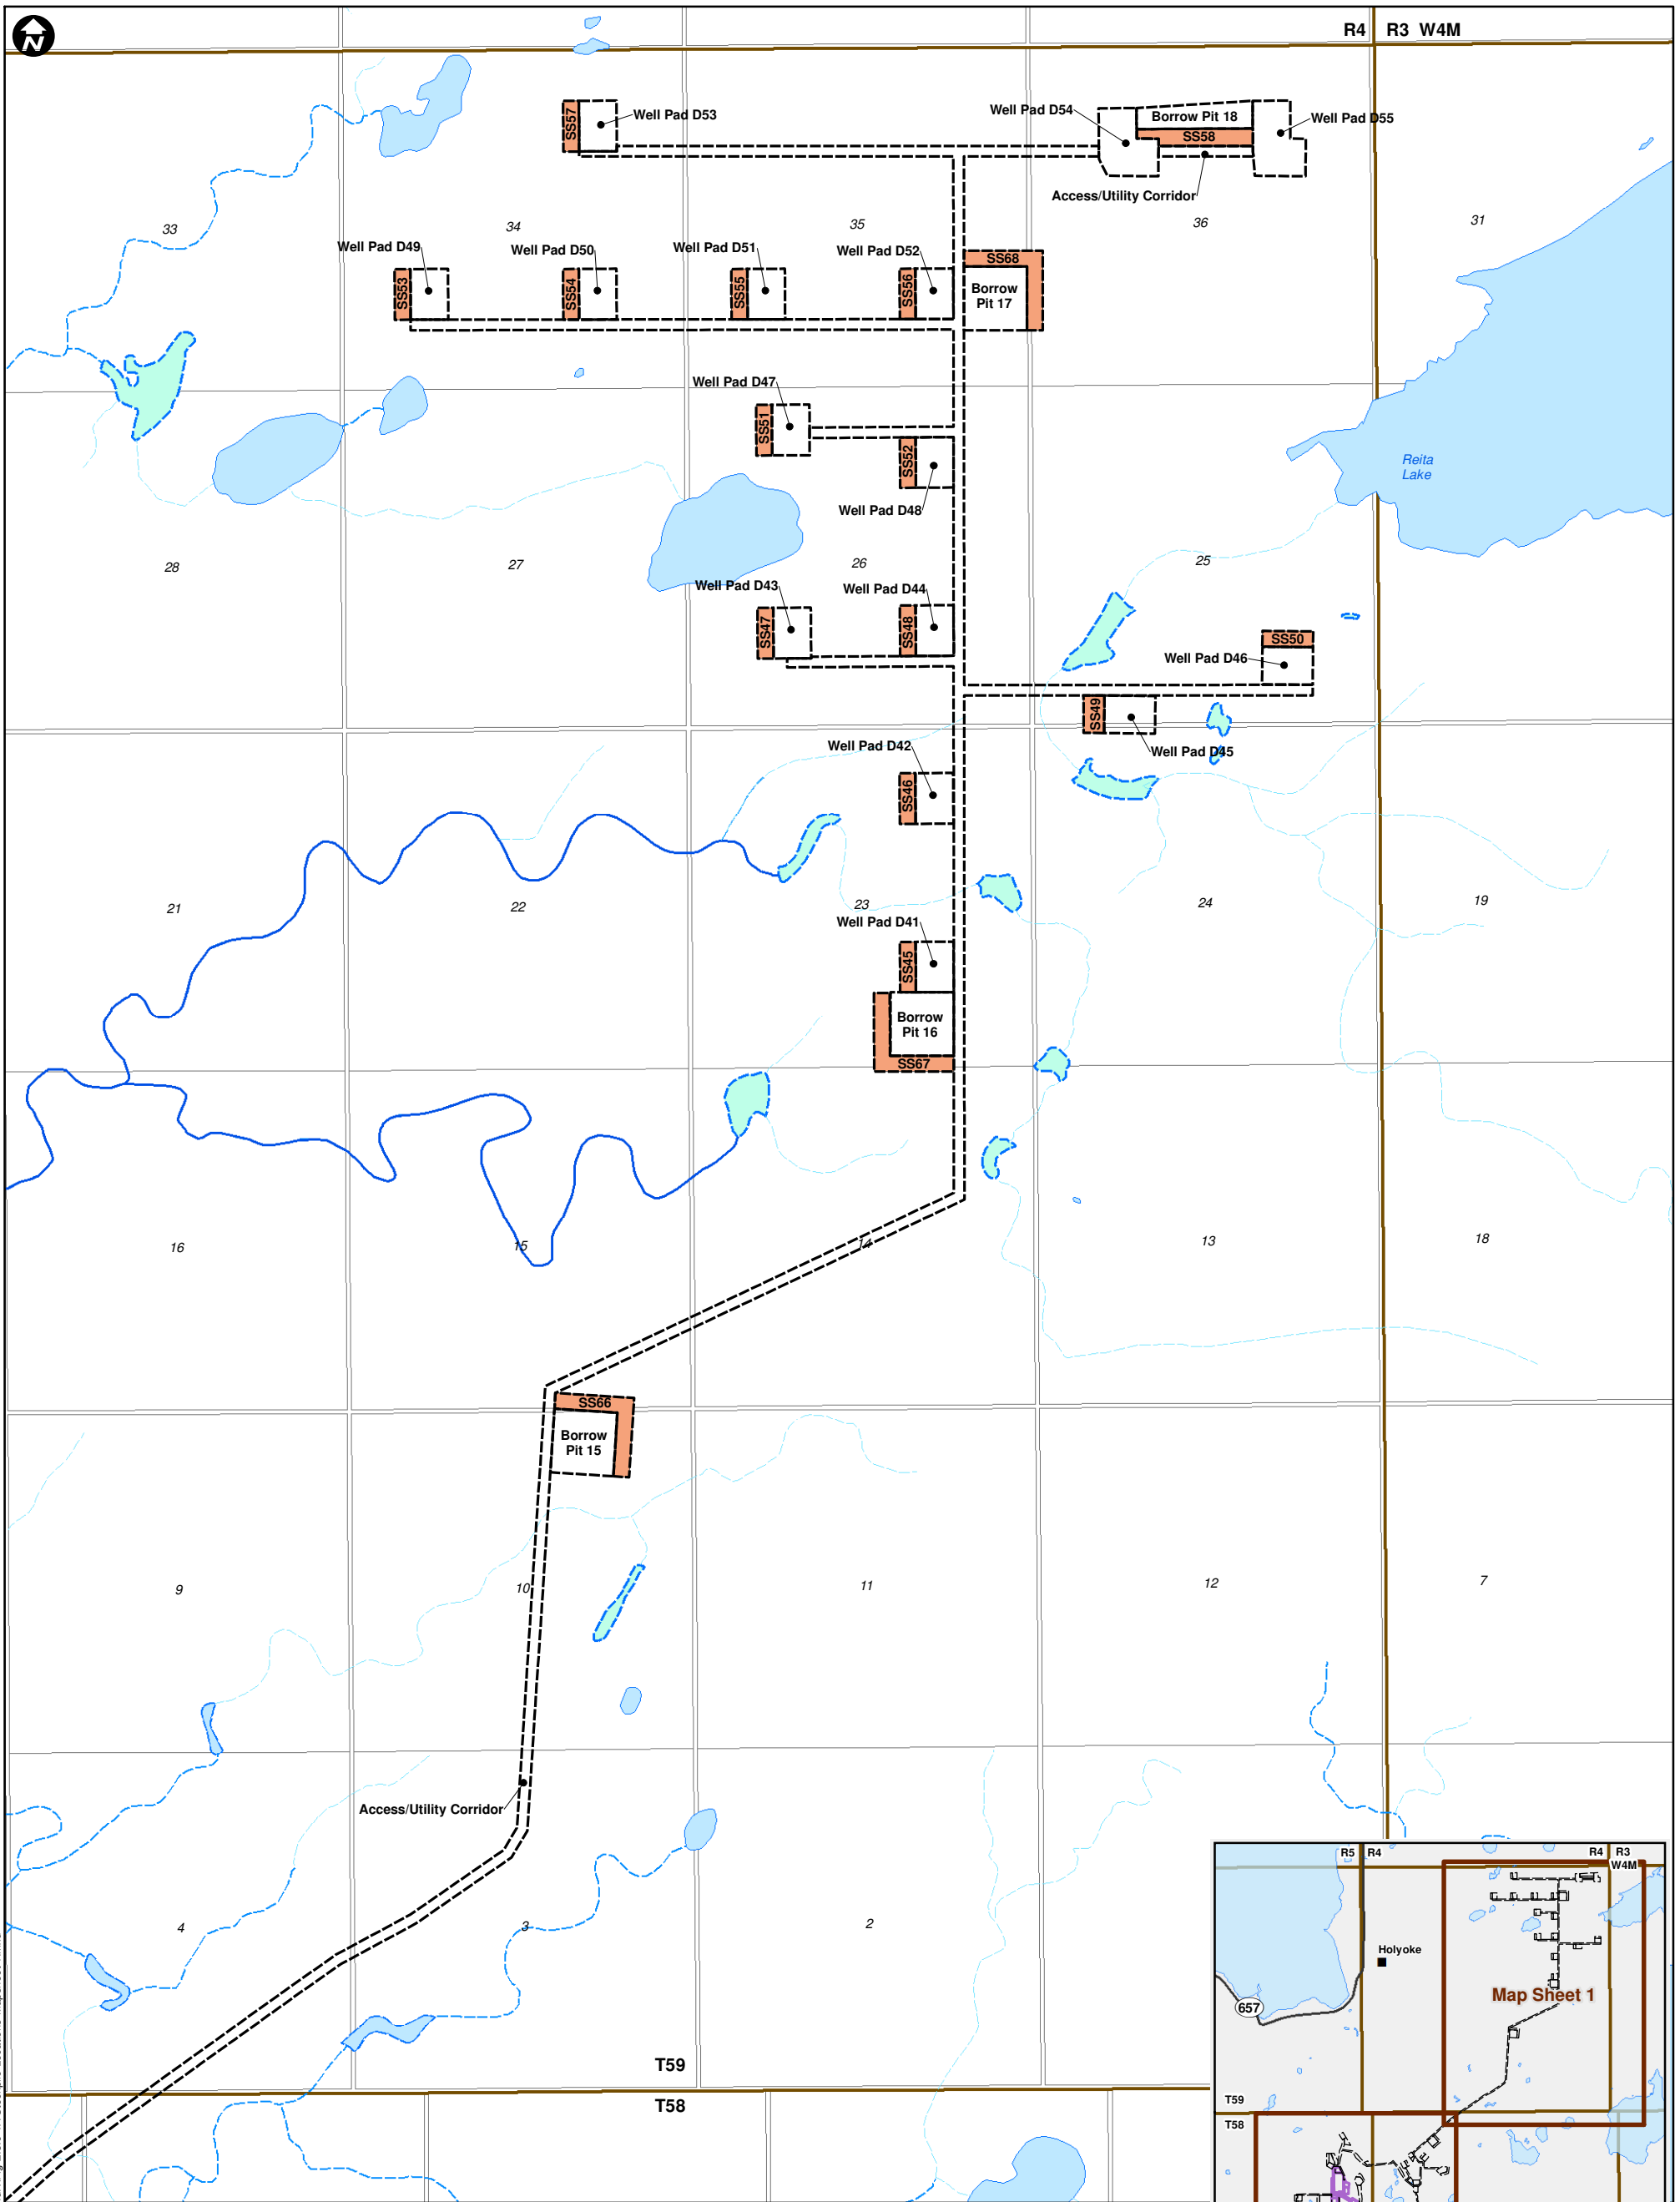 N
R4
R3 W4M
SS57
Well Pad D53
Well Pad D54
Borrow Pit 18
SS58
Well Pad D55
Access/Utility Corridor
33
34
35
36
31
Well Pad D49
Well Pad D50
Well Pad D51
Well Pad D52
SS68
SS53
SS54
SS55
SS56
Borrow
Pit 17
Well Pad D47
SS51
SS52
Reita
Lake
Well Pad D48
28
27
26
25
Well Pad D43
Well Pad D44
SS47
SS48
SS50
Well Pad D46
SS49
Well Pad D45
Well Pad D42
SS46
21
22
23
24
19
Well Pad D41
SS45
Borrow
Pit 16
SS67
16
15
14
13
18
SS66
Borrow
Pit 15
9
10
11
12
7
Access/Utility Corridor
4
3
2
T59
T58
R5
R4
R4
R3
W4M
Holyoke
657
Map Sheet 1
T59
T58